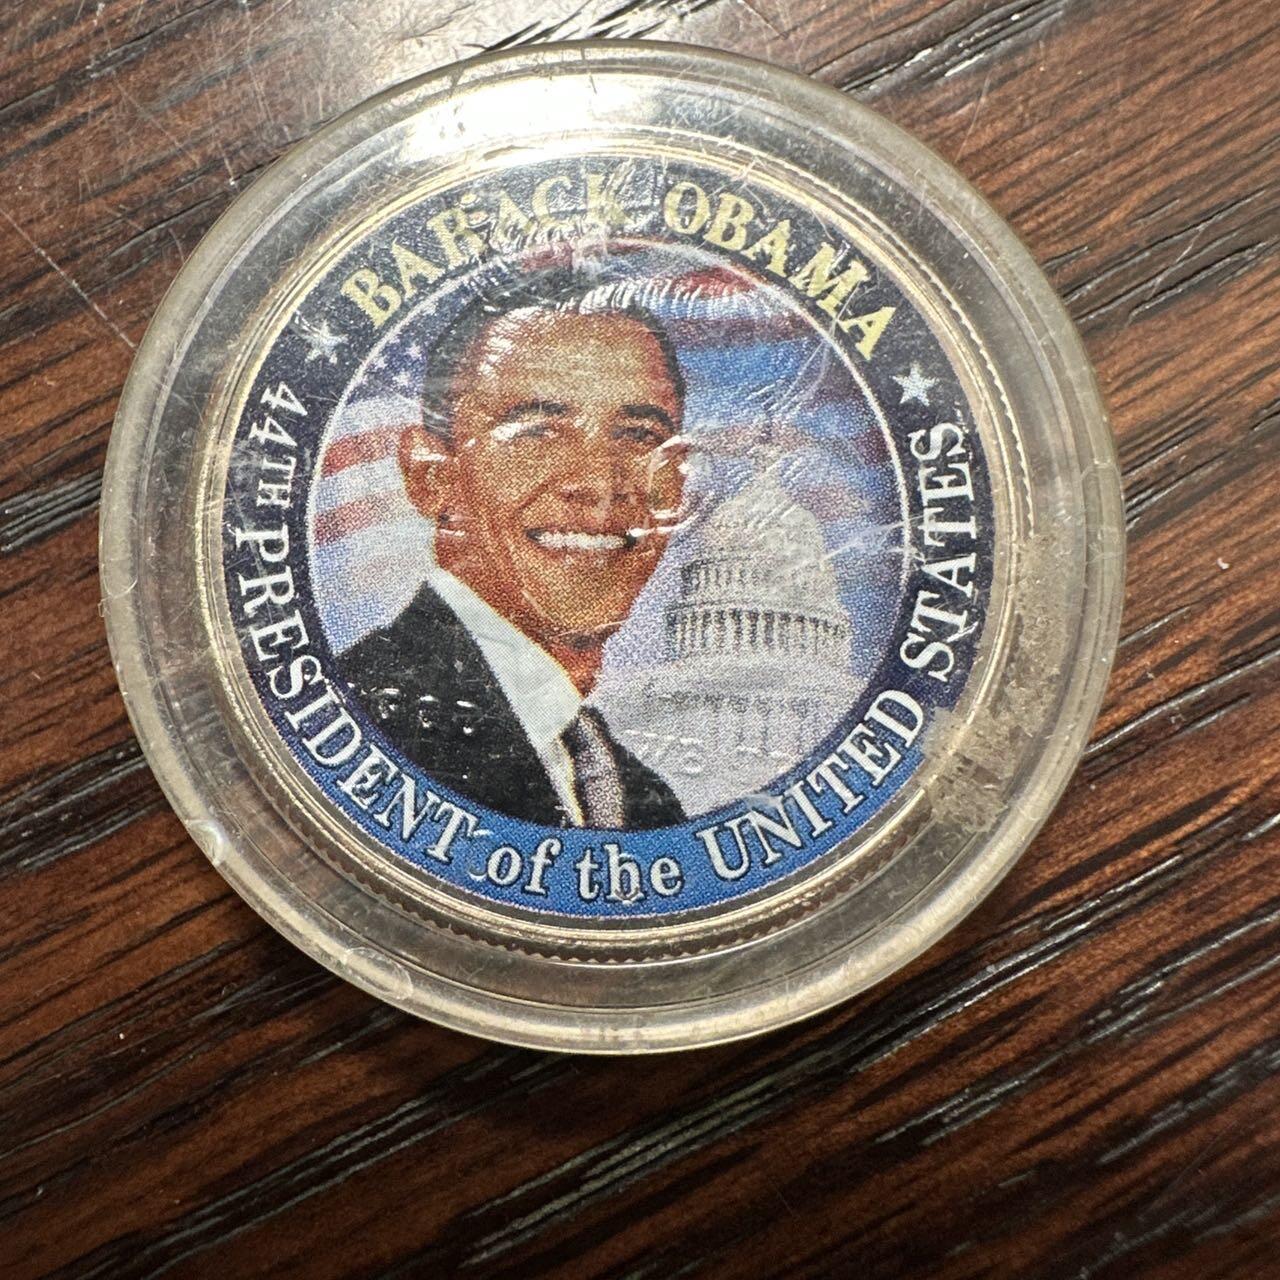 BARACK OBAMA
44TH PRESIDENT of the UNITED STATES